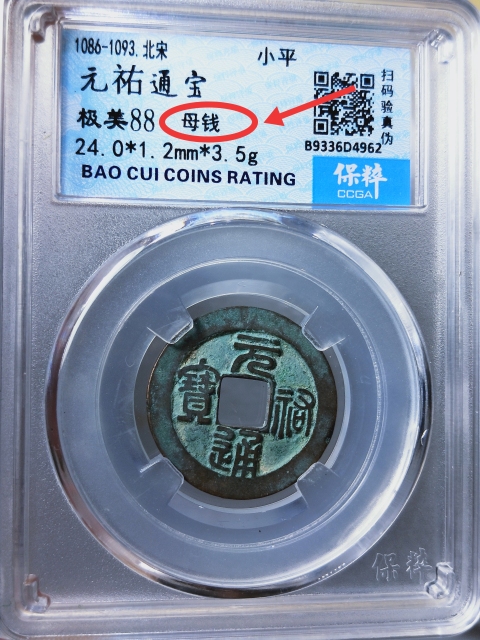 1086-1093.北宋
小平
元祐通宝
极美88 母钱
24.0*1.2mm*3.5g
BAO CUI COINS RATING
扫码验真伪
B9336D4962
保粹
CCGA
元祐通寳
保粹